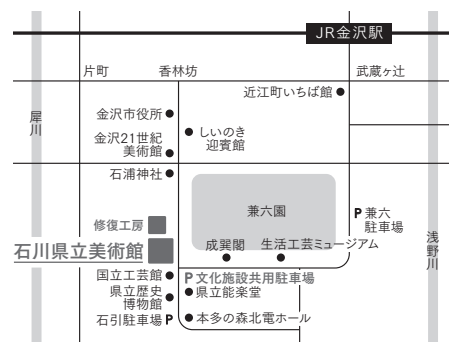 JR金沢駅
片町
香林坊
武蔵ヶ辻
近江町いちば館
犀川
金沢市役所
しいのき
迎賓館
金沢21世紀
美術館
石浦神社
兼六園
P兼六
駐車場
浅野川
修復工房
石川県立美術館
成巽閣
生活工芸ミュージアム
国立工芸館
P文化施設共用駐車場
県立歴史
博物館
県立能楽堂
石引駐車場P
本多の森北電ホール